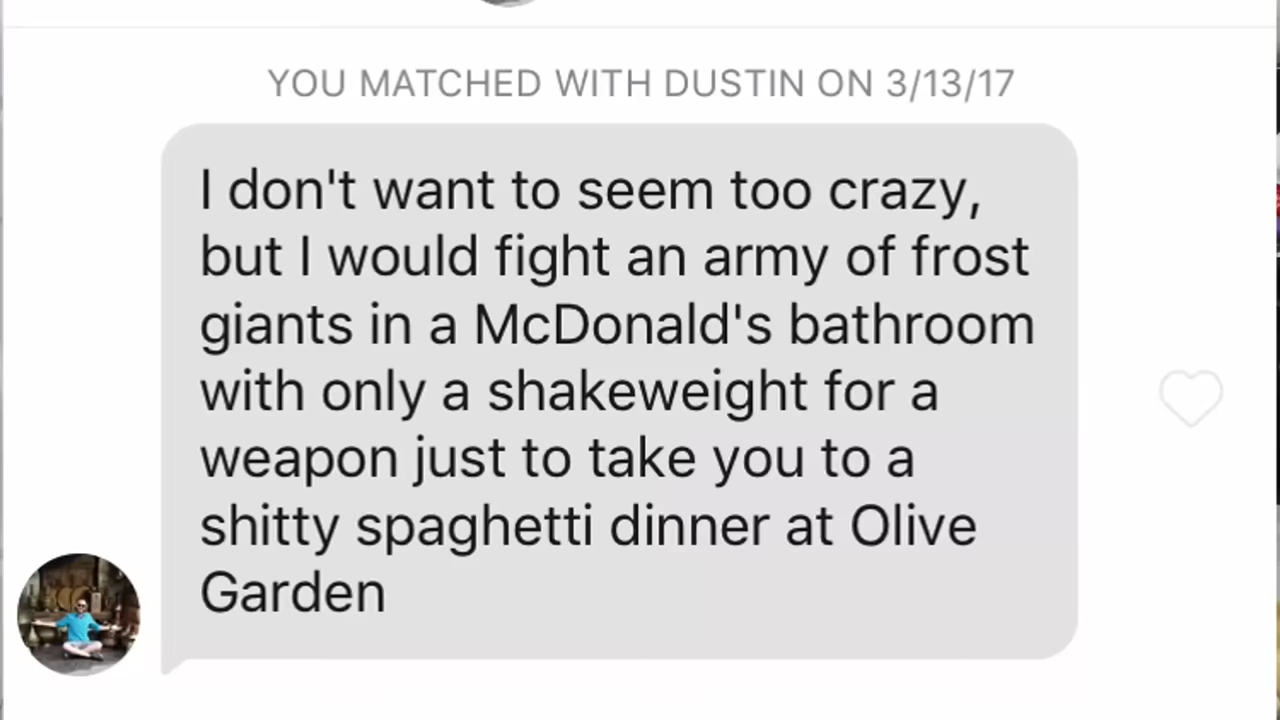 YOU MATCHED WITH DUSTIN ON 3/13/17
I don't want to seem too crazy,
but I would fight an army of frost
giants in a McDonald's bathroom
with only a shakeweight for a
weapon just to take you to a
shitty spaghetti dinner at Olive
Garden